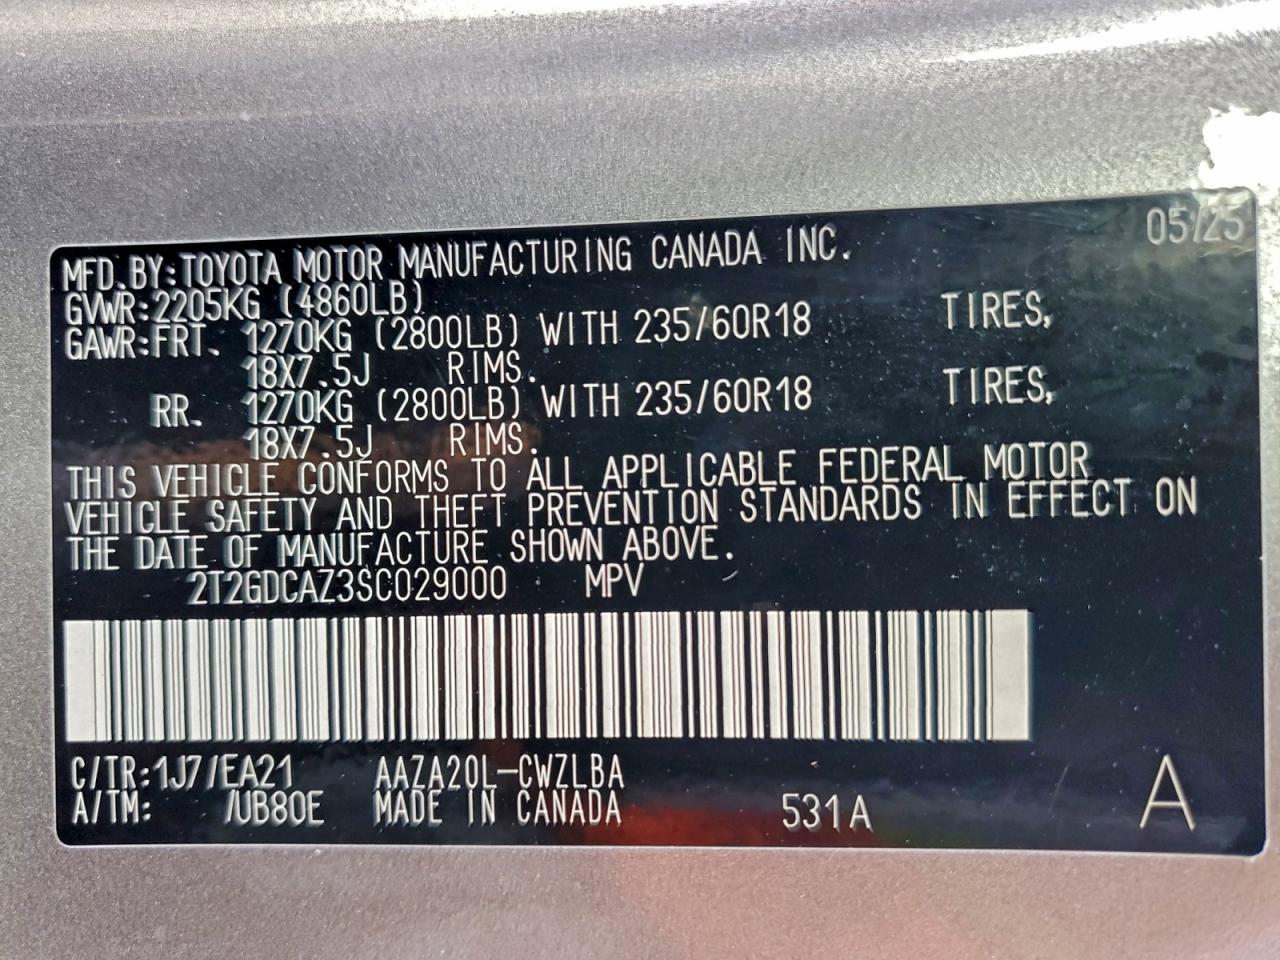 05/25
MFD.BY:TOYOTA MOTOR MANUFACTURING CANADA INC.
GVWR:2205KG (4860LB)
GAWR:FRT. 1270KG (2800LB) WITH 235/60R18 TIRES,
18X7.5J RIMS.
RR. 1270KG (2800LB) WITH 235/60R18 TIRES,
18X7.5J RIMS.
THIS VEHICLE CONFORMS TO ALL APPLICABLE FEDERAL MOTOR
VEHICLE SAFETY AND THEFT PREVENTION STANDARDS IN EFFECT ON
THE DATE OF MANUFACTURE SHOWN ABOVE.
2T2GDCAZ3SC029000 MPV
C/TR:1J7/EA21 AAZA20L-CWZLBA
A/TM: /UB80E MADE IN CANADA 531A A